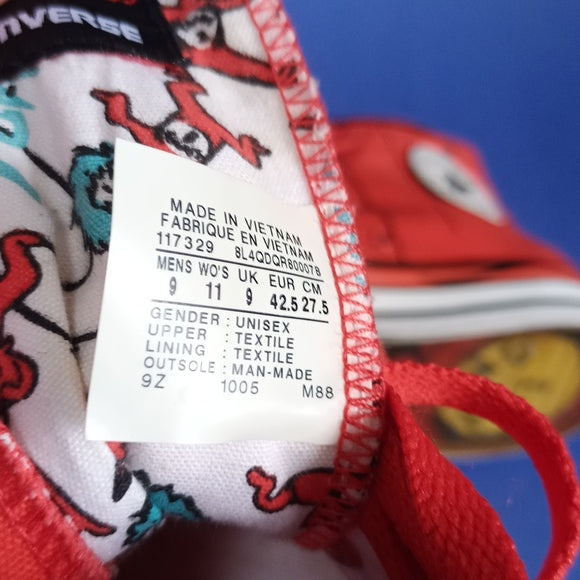 NVERSE
MADE IN VIETNAM
FABRIQUE EN VIETNAM
117329 8L4QDQR80007B
MENS WO'S UK EUR CM
9 11 9 42.5 27.5
GENDER : UNISEX
UPPER : TEXTILE
LINING : TEXTILE
OUTSOLE : MAN-MADE
9Z 1005 M88